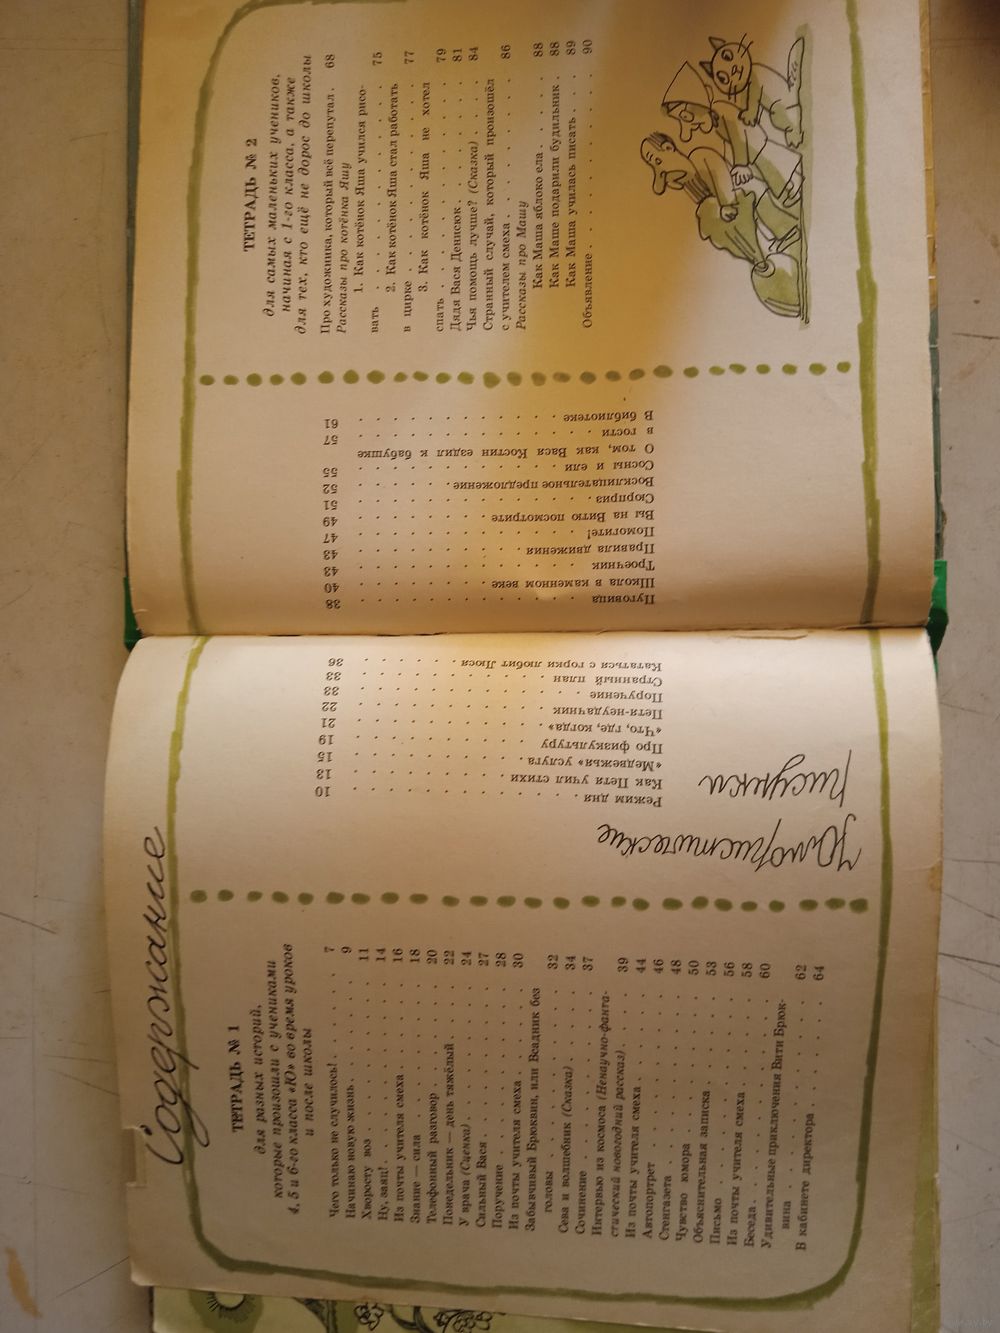 Содержание
ТЕТРАДЬ № 1
для разных историй,
которые произошли с учениками
4, 5 и 6-го класса «Ю» во время уроков
и после школы
Чего только не случилось! . . . . . . 7
Начинаю новую жизнь . . . . . . 9
Хворосту воз . . . . . . 11
Ну, заяц! . . . . . . 14
Из почты учителя смеха . . . . . . 16
Знание — сила . . . . . . 18
Телефонный разговор . . . . . . 20
Понедельник — день тяжёлый . . . . . . 22
У врача (Сценка) . . . . . . 24
Сильный Вася . . . . . . 27
Поручение . . . . . . 28
Из почты учителя смеха . . . . . . 30
Забывчивый Брюквин, или Всадник без
головы . . . . . . 32
Сева и волшебник (Сказка) . . . . . . 34
Сочинение . . . . . . 37
Интервью из космоса (Ненаучно-фанта-
стический новогодний рассказ) . . . . . . 39
Из почты учителя смеха . . . . . . 44
Автопортрет . . . . . . 46
Стенгазета . . . . . . 48
Чувство юмора . . . . . . 50
Объяснительная записка . . . . . . 53
Письмо . . . . . . 56
Из почты учителя смеха . . . . . . 58
Беседа . . . . . . 60
Удивительные приключения Вити Брюк-
вина . . . . . . 62
В кабинете директора . . . . . . 64
Юмористические
рисунки
Режим дня . . . . . . 10
Как Петя учил стихи . . . . . . 13
«Медвежья» услуга . . . . . . 15
Про физкультуру . . . . . . 19
«Что, где, когда» . . . . . . 21
Петя-неудачник . . . . . . 22
Поручение . . . . . . 33
Странный план . . . . . . 33
Кататься с горки любит Люся . . . . . . 36
Пуговица . . . . . . 38
Школа в каменном веке . . . . . . 40
Троечник . . . . . . 43
Правила движения . . . . . . 43
Помогите! . . . . . . 47
Вы на Витю посмотрите . . . . . . 49
Сюрприз . . . . . . 51
Восклицательное предложение . . . . . . 52
Сосны и ели . . . . . . 55
О том, как Вася Костин ездил к бабушке
в гости . . . . . . 57
В библиотеке . . . . . . 61
ТЕТРАДЬ № 2
для самых маленьких учеников,
начиная с 1-го класса, а также
для тех, кто ещё не дорос до школы
Про художника, который всё перепутал . 68
Рассказы про котёнка Яшу
1. Как котёнок Яша учился рисо-
вать . . . . . . 75
2. Как котёнок Яша стал работать
в цирке . . . . . . 77
3. Как котёнок Яша не хотел
спать . . . . . . 79
Дядя Вася Денисюк . . . . . . 81
Чья помощь лучше? (Сказка) . . . . . . 84
Странный случай, который произошёл
с учителем смеха . . . . . . 86
Рассказы про Машу
Как Маша яблоко ела . . . . . . 88
Как Маше подарили будильник . . . . . . 88
Как Маша училась писать . . . . . . 89
Объявление . . . . . . 90